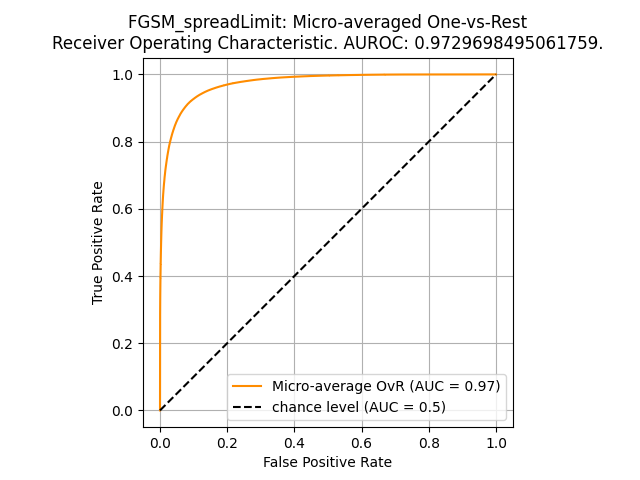 FGSM_spreadLimit: Micro-averaged One-vs-Rest
Receiver Operating Characteristic. AUROC: 0.9729698495061759.
1.0
0.8
0.6
0.4
0.2
0.0
True Positive Rate
Micro-average OvR (AUC = 0.97)
chance level (AUC = 0.5)
0.0 0.2 0.4 0.6 0.8 1.0
False Positive Rate